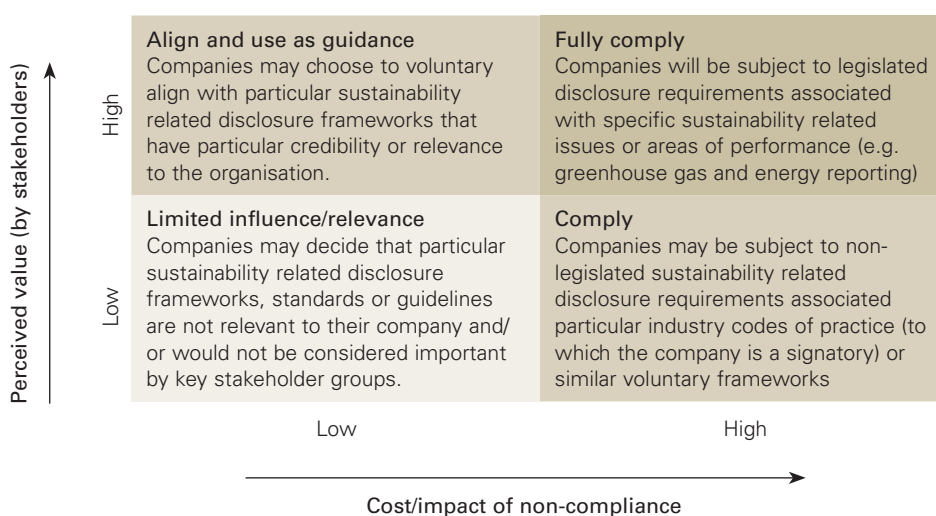 Perceived value (by stakeholders)
High
Align and use as guidance
Companies may choose to voluntary
align with particular sustainability
related disclosure frameworks that
have particular credibility or relevance
to the organisation.
Fully comply
Companies will be subject to legislated
disclosure requirements associated
with specific sustainability related
issues or areas of performance (e.g.
greenhouse gas and energy reporting)
Low
Limited influence/relevance
Companies may decide that particular
sustainability related disclosure
frameworks, standards or guidelines
are not relevant to their company and/
or would not be considered important
by key stakeholder groups.
Comply
Companies may be subject to non-
legislated sustainability related
disclosure requirements associated
particular industry codes of practice (to
which the company is a signatory) or
similar voluntary frameworks
Low
High
Cost/impact of non-compliance